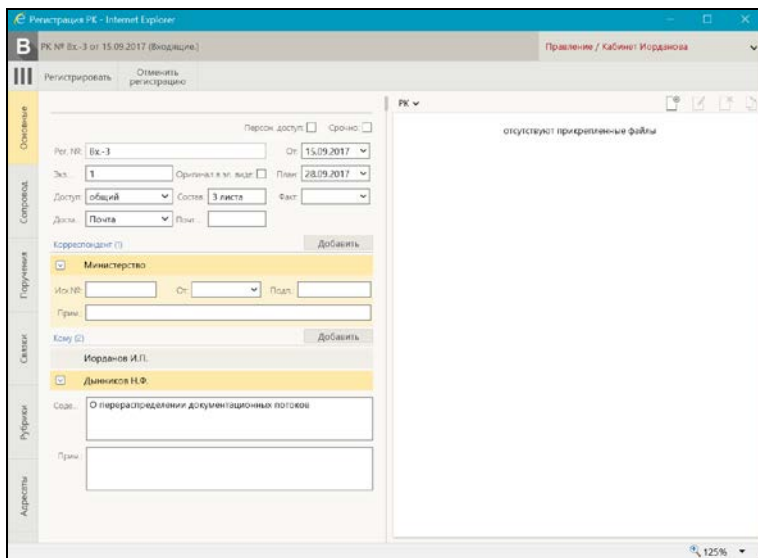 Регистрация РК - Internet Explorer
В РК № Вх.-3 от 15.09.2017 (Входящие.) Правление / Кабинет Иорданова
Регистрировать Отменить регистрацию
РК
отсутствуют прикрепленные файлы
Основные
Сопровод.
Поручения
Связки
Рубрики
Адресаты
Персон. доступ: Срочно:
Рег. №: Вх.-3 От: 15.09.2017
Экз. 1 Оригинал в эл. виде: План: 28.09.2017
Доступ: общий Состав: 3 листа Факт:
Доста... Почта Почт...
Корреспондент (1) Добавить
Министерство
Исх.№: От: Подп.:
Прим.:
Кому (2) Добавить
Иорданов И.П.
Дынников Н.Ф.
Соде... О перераспределении документационных потоков
Прим.:
125%